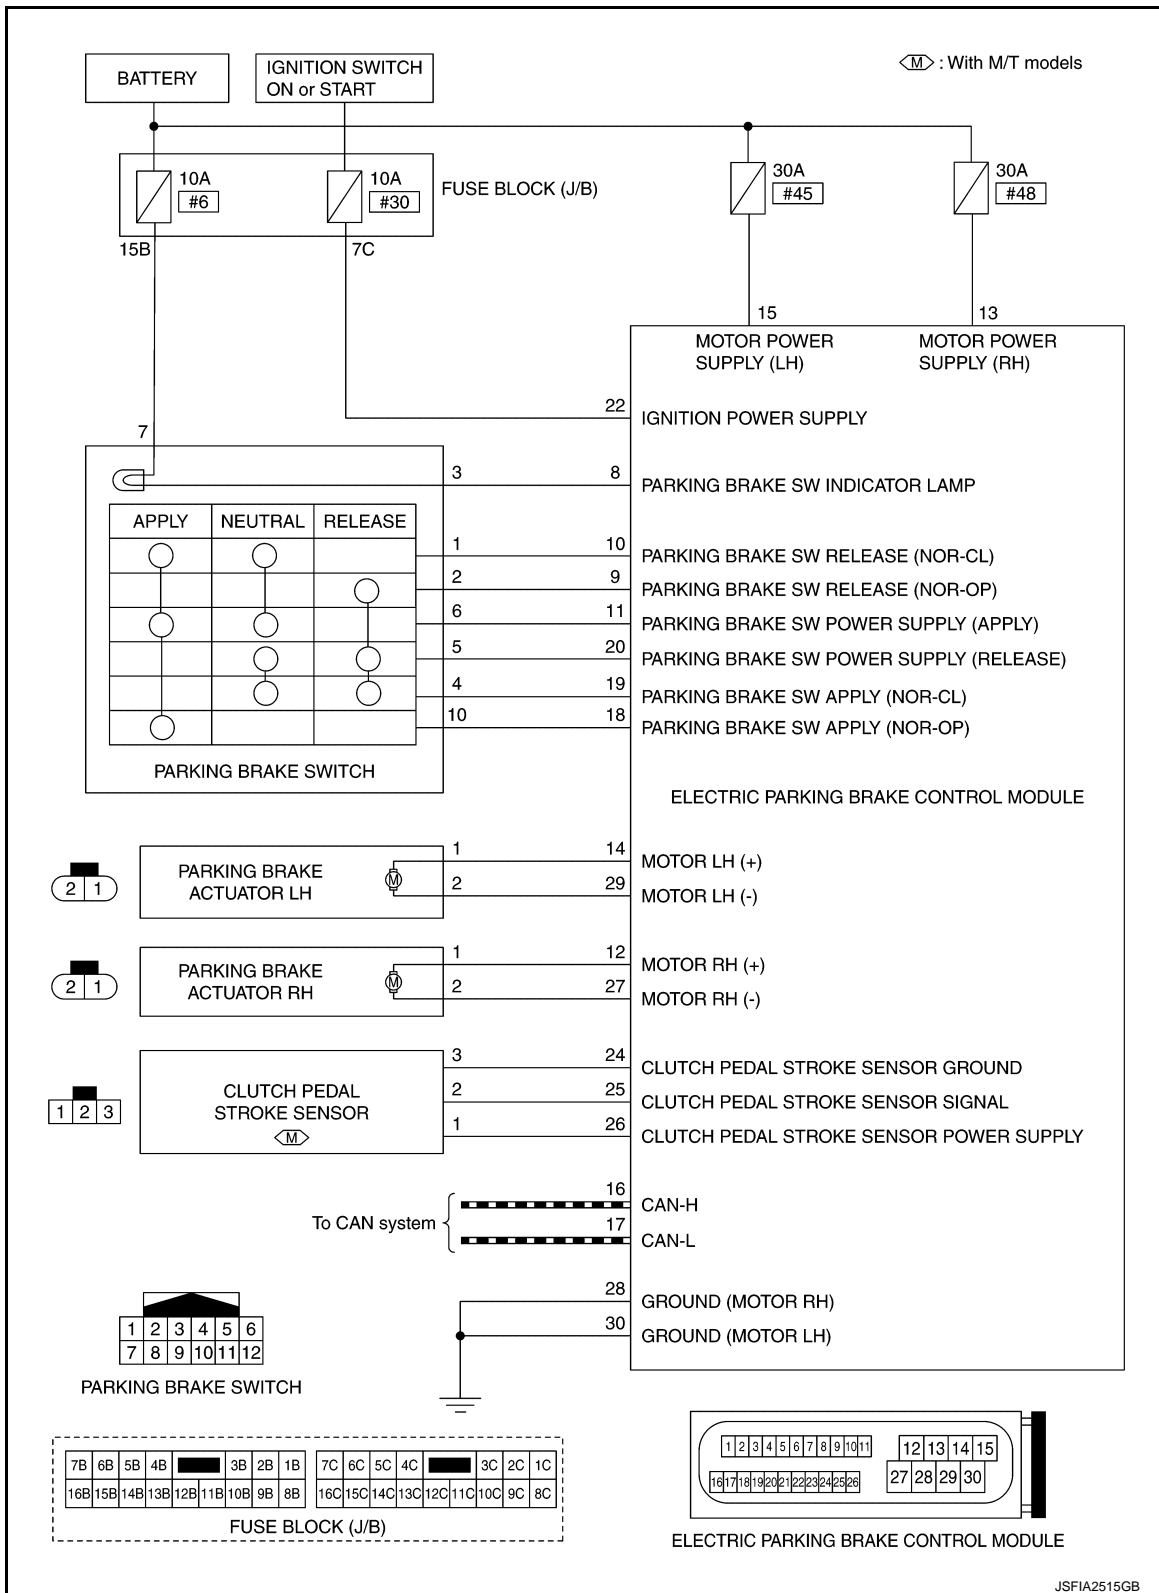 BATTERY
IGNITION SWITCH
ON or START
M : With M/T models
10A
#6
10A
#30
FUSE BLOCK (J/B)
30A
#45
30A
#48
15B
7C
15
13
MOTOR POWER
SUPPLY (LH)
MOTOR POWER
SUPPLY (RH)
22
IGNITION POWER SUPPLY
7
3 8 PARKING BRAKE SW INDICATOR LAMP
APPLY NEUTRAL RELEASE
1 10 PARKING BRAKE SW RELEASE (NOR-CL)
2 9 PARKING BRAKE SW RELEASE (NOR-OP)
6 11 PARKING BRAKE SW POWER SUPPLY (APPLY)
5 20 PARKING BRAKE SW POWER SUPPLY (RELEASE)
4 19 PARKING BRAKE SW APPLY (NOR-CL)
10 18 PARKING BRAKE SW APPLY (NOR-OP)
PARKING BRAKE SWITCH
ELECTRIC PARKING BRAKE CONTROL MODULE
2 1
PARKING BRAKE
ACTUATOR LH
M
1 14 MOTOR LH (+)
2 29 MOTOR LH (-)
2 1
PARKING BRAKE
ACTUATOR RH
M
1 12 MOTOR RH (+)
2 27 MOTOR RH (-)
1 2 3
CLUTCH PEDAL
STROKE SENSOR
M
3 24 CLUTCH PEDAL STROKE SENSOR GROUND
2 25 CLUTCH PEDAL STROKE SENSOR SIGNAL
1 26 CLUTCH PEDAL STROKE SENSOR POWER SUPPLY
To CAN system
16 CAN-H
17 CAN-L
28 GROUND (MOTOR RH)
30 GROUND (MOTOR LH)
1 2 3 4 5 6
7 8 9 10 11 12
PARKING BRAKE SWITCH
7B 6B 5B 4B 3B 2B 1B
16B 15B 14B 13B 12B 11B 10B 9B 8B
7C 6C 5C 4C 3C 2C 1C
16C 15C 14C 13C 12C 11C 10C 9C 8C
FUSE BLOCK (J/B)
1 2 3 4 5 6 7 8 9 10 11
12 13 14 15
16 17 18 19 20 21 22 23 24 25 26
27 28 29 30
ELECTRIC PARKING BRAKE CONTROL MODULE
JSFIA2515GB